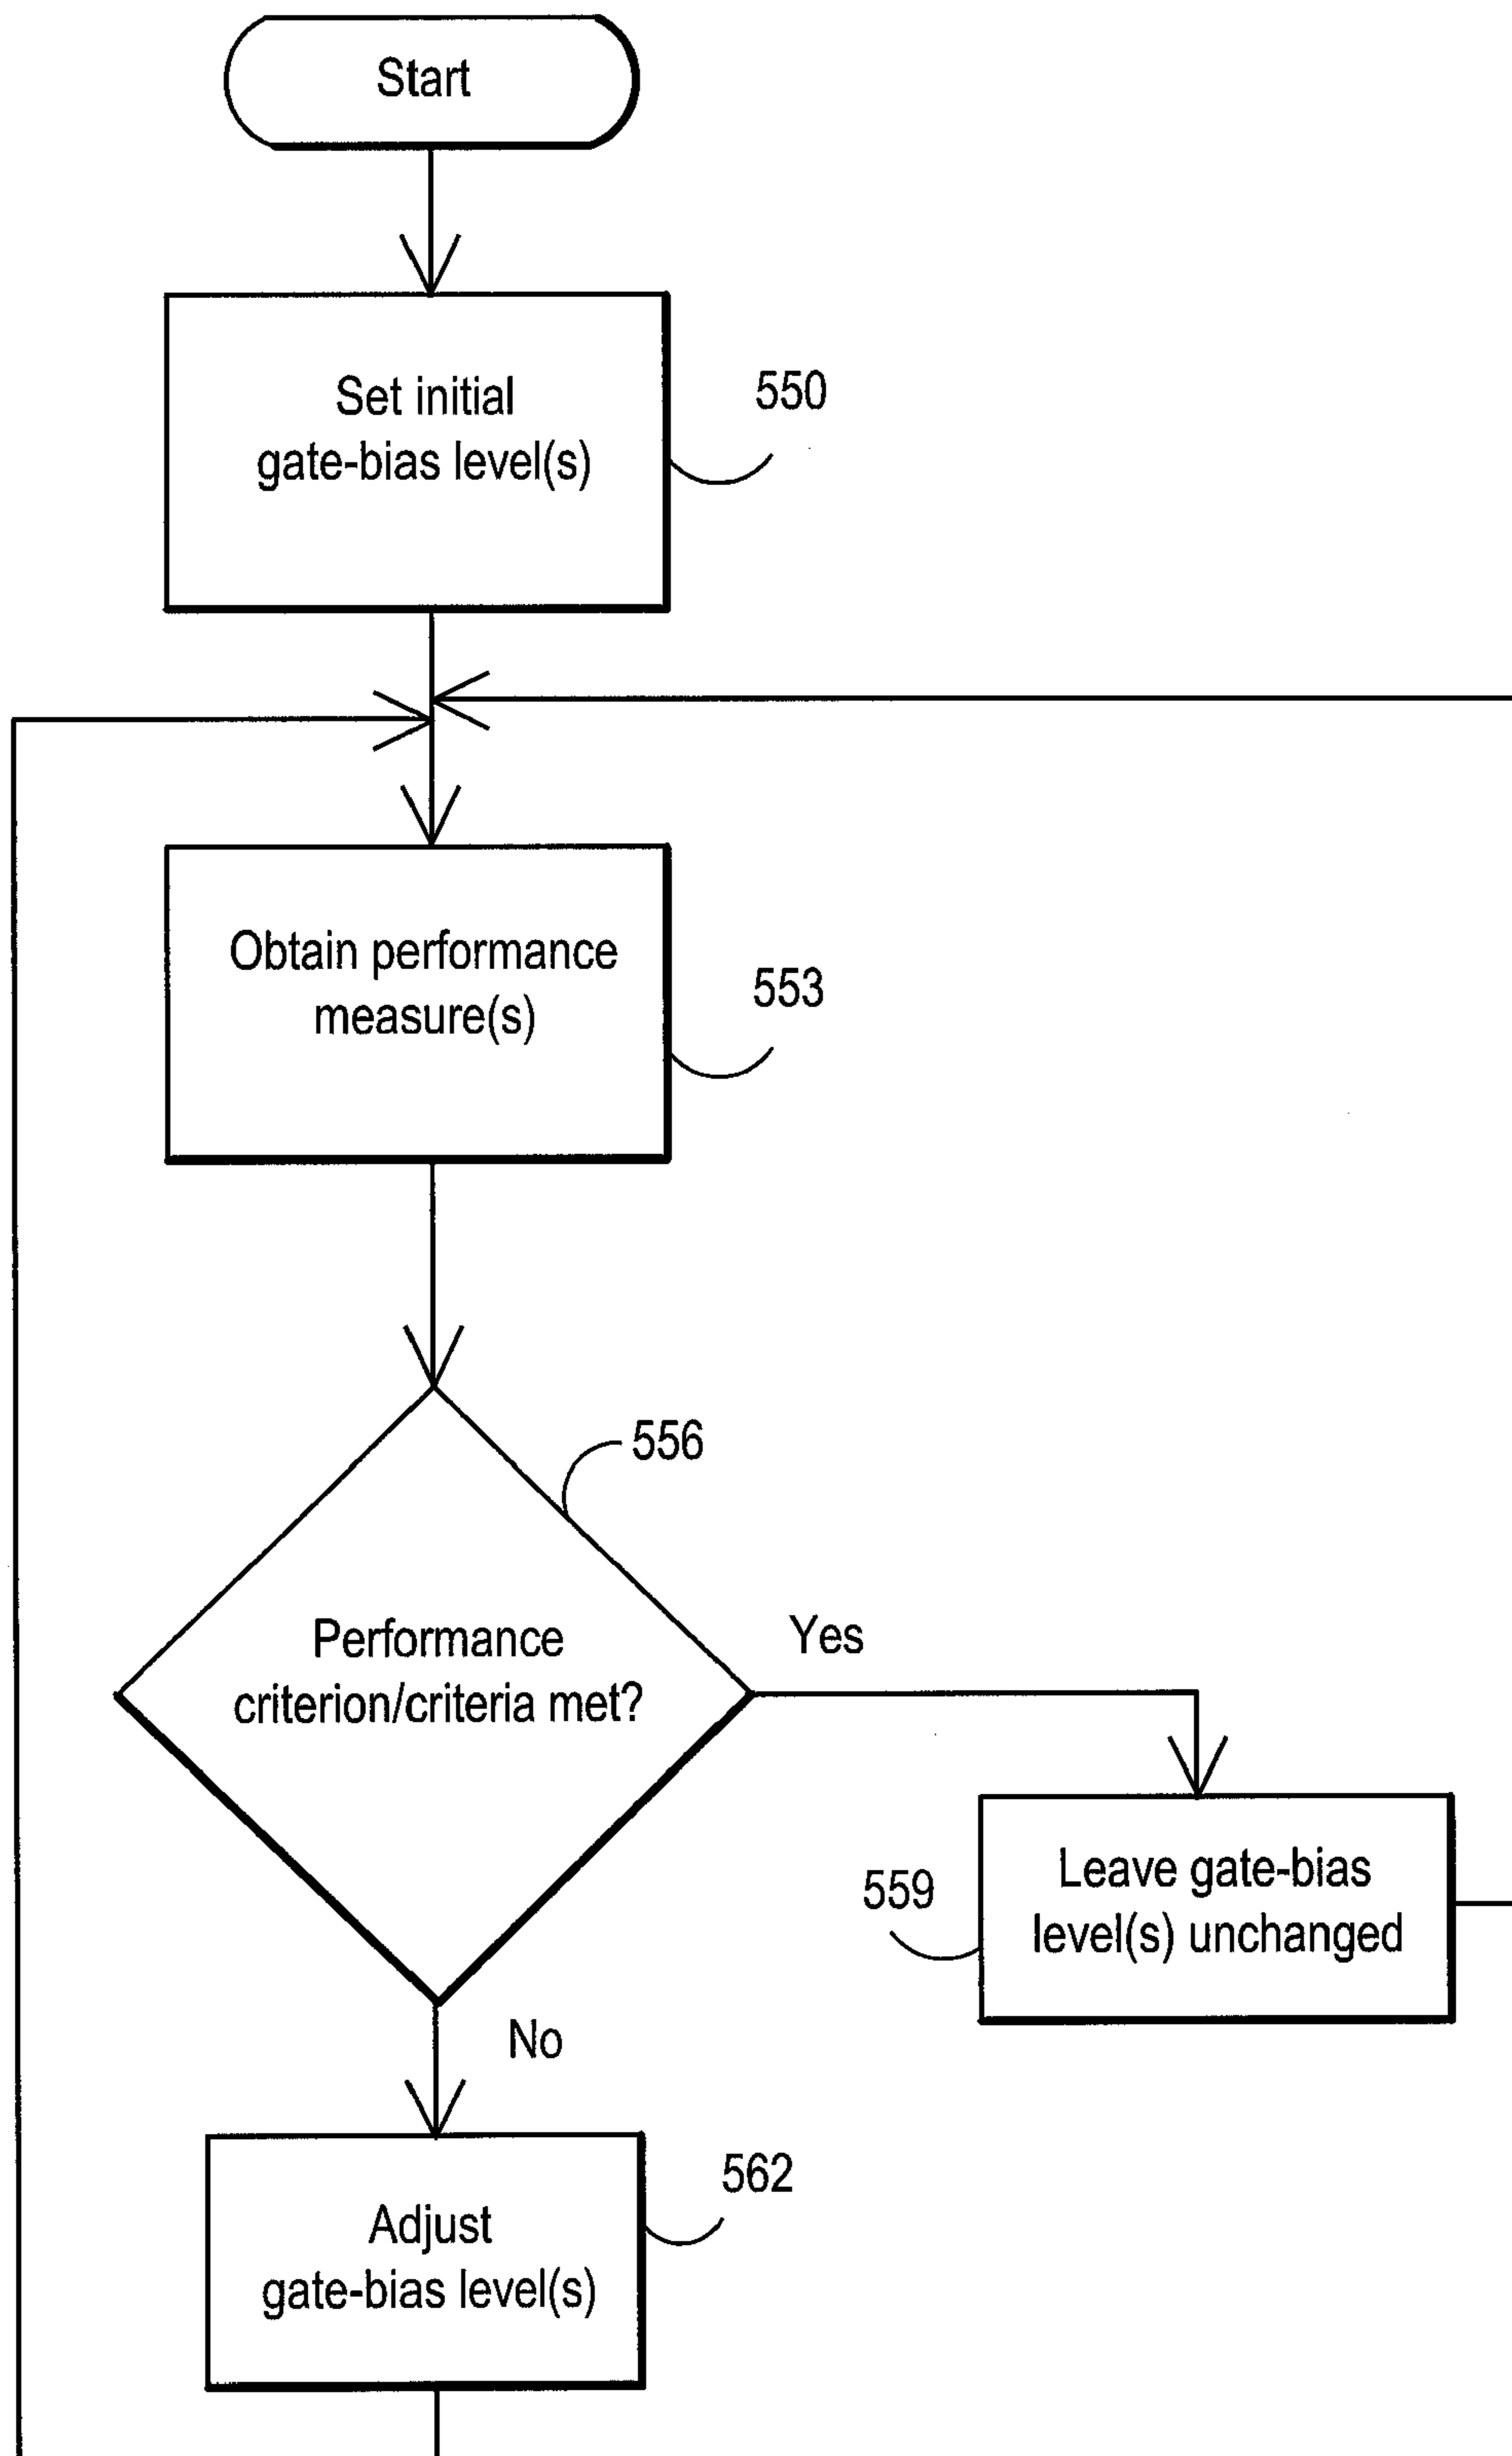 Start
Set initial
gate-bias level(s)
550
Obtain performance
measure(s)
553
556
Performance
criterion/criteria met?
Yes
559
Leave gate-bias
level(s) unchanged
No
562
Adjust
gate-bias level(s)